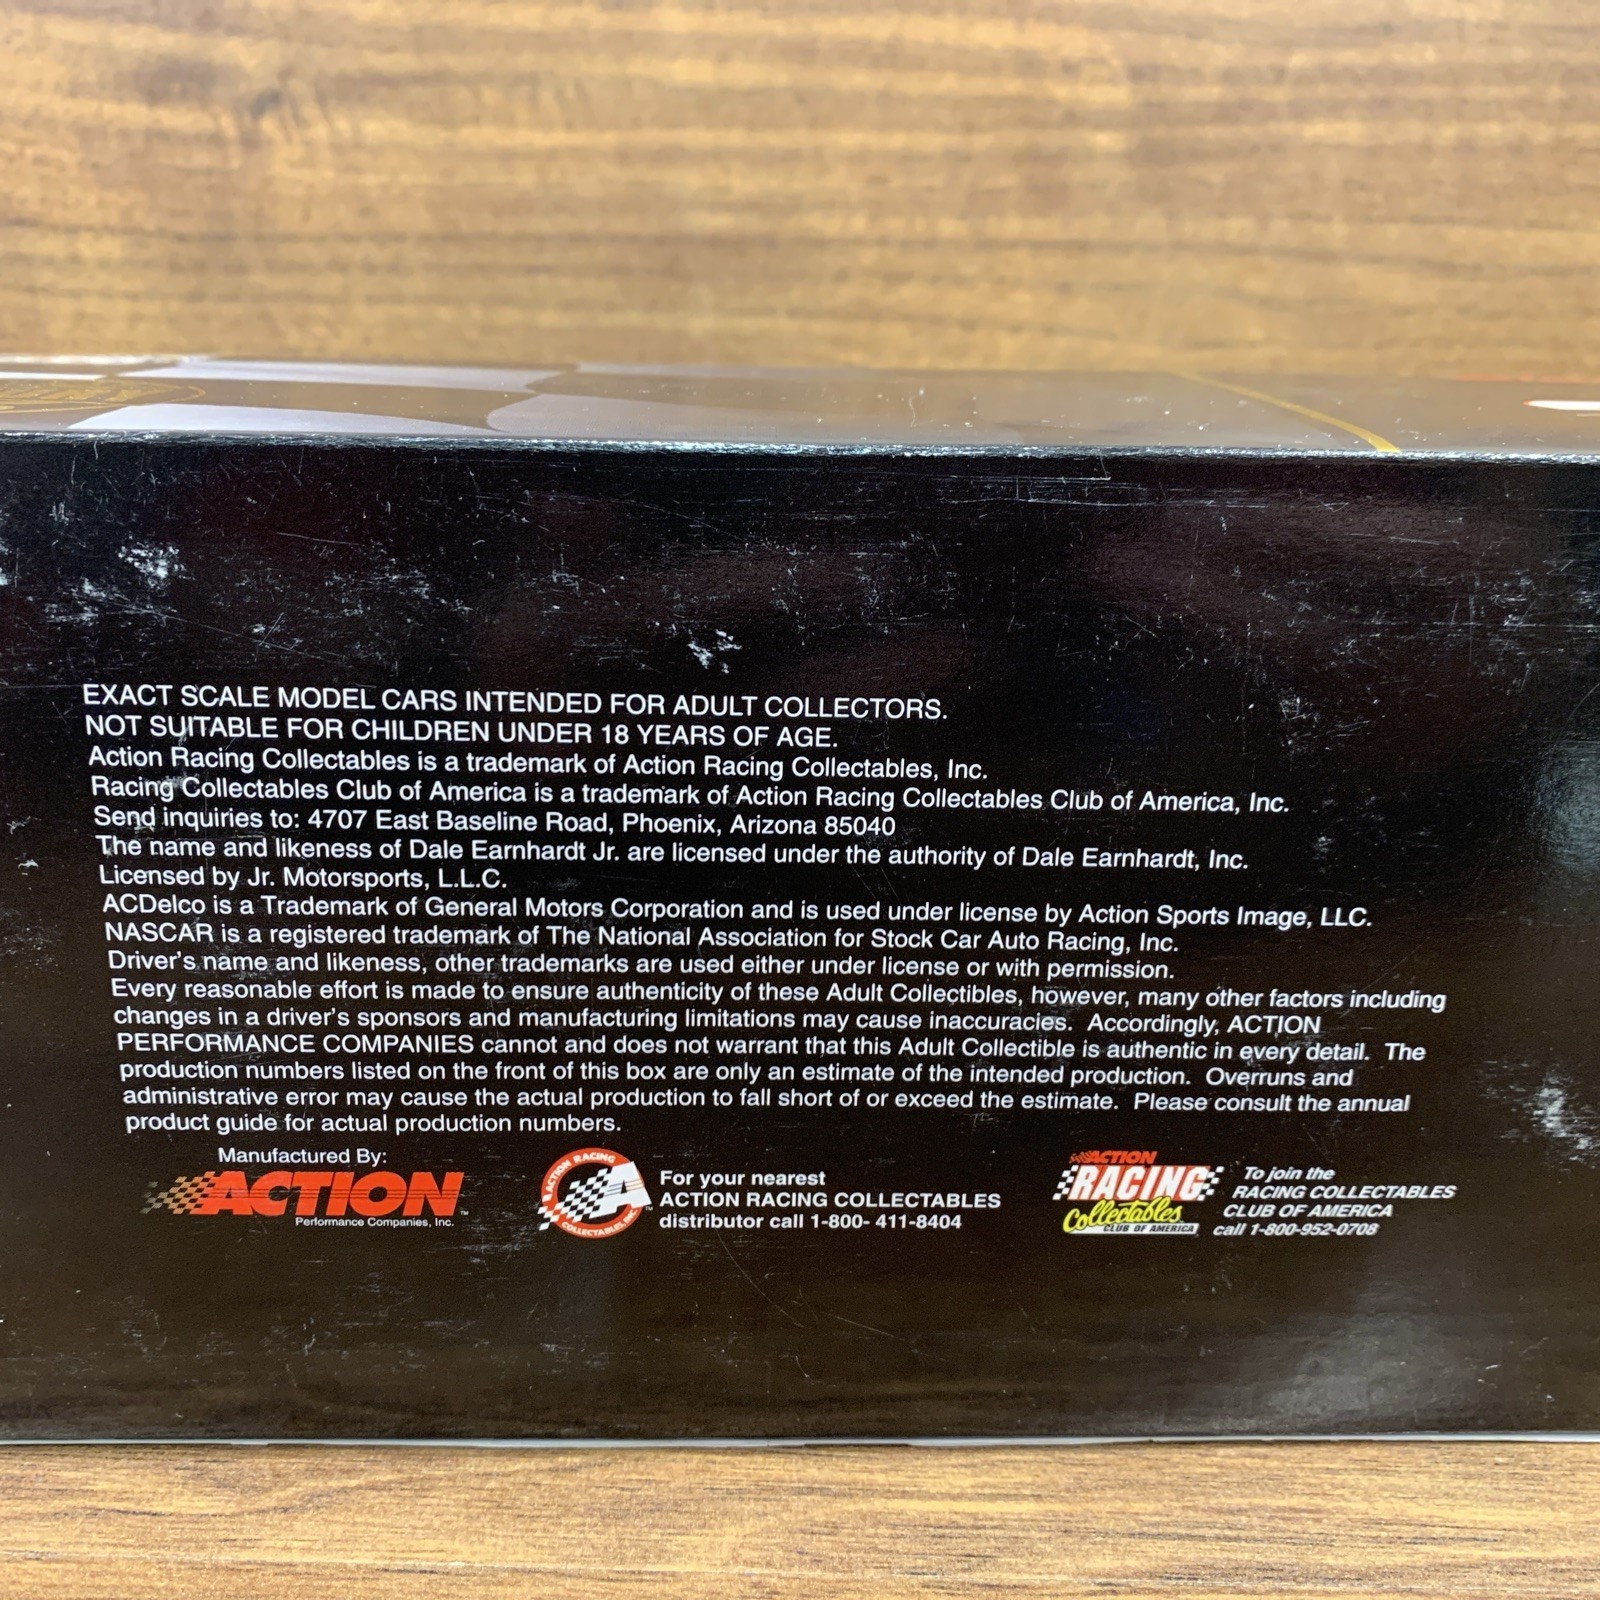 EXACT SCALE MODEL CARS INTENDED FOR ADULT COLLECTORS.
NOT SUITABLE FOR CHILDREN UNDER 18 YEARS OF AGE.
Action Racing Collectables is a trademark of Action Racing Collectables, Inc.
Racing Collectables Club of America is a trademark of Action Racing Collectables Club of America, Inc.
Send inquiries to: 4707 East Baseline Road, Phoenix, Arizona 85040
The name and likeness of Dale Earnhardt Jr. are licensed under the authority of Dale Earnhardt, Inc.
Licensed by Jr. Motorsports, L.L.C.
ACDelco is a Trademark of General Motors Corporation and is used under license by Action Sports Image, LLC.
NASCAR is a registered trademark of The National Association for Stock Car Auto Racing, Inc.
Driver's name and likeness, other trademarks are used either under license or with permission.
Every reasonable effort is made to ensure authenticity of these Adult Collectibles, however, many other factors including
changes in a driver's sponsors and manufacturing limitations may cause inaccuracies. Accordingly, ACTION
PERFORMANCE COMPANIES cannot and does not warrant that this Adult Collectible is authentic in every detail. The
production numbers listed on the front of this box are only an estimate of the intended production. Overruns and
administrative error may cause the actual production to fall short of or exceed the estimate. Please consult the annual
product guide for actual production numbers.
Manufactured By:
ACTION™
Performance Companies, Inc.
ACTION RACING
A™
COLLECTABLES, INC.
For your nearest
ACTION RACING COLLECTABLES
distributor call 1-800- 411-8404
ACTION
RACING
Collectables
CLUB OF AMERICA
To join the
RACING COLLECTABLES
CLUB OF AMERICA
call 1-800-952-0708